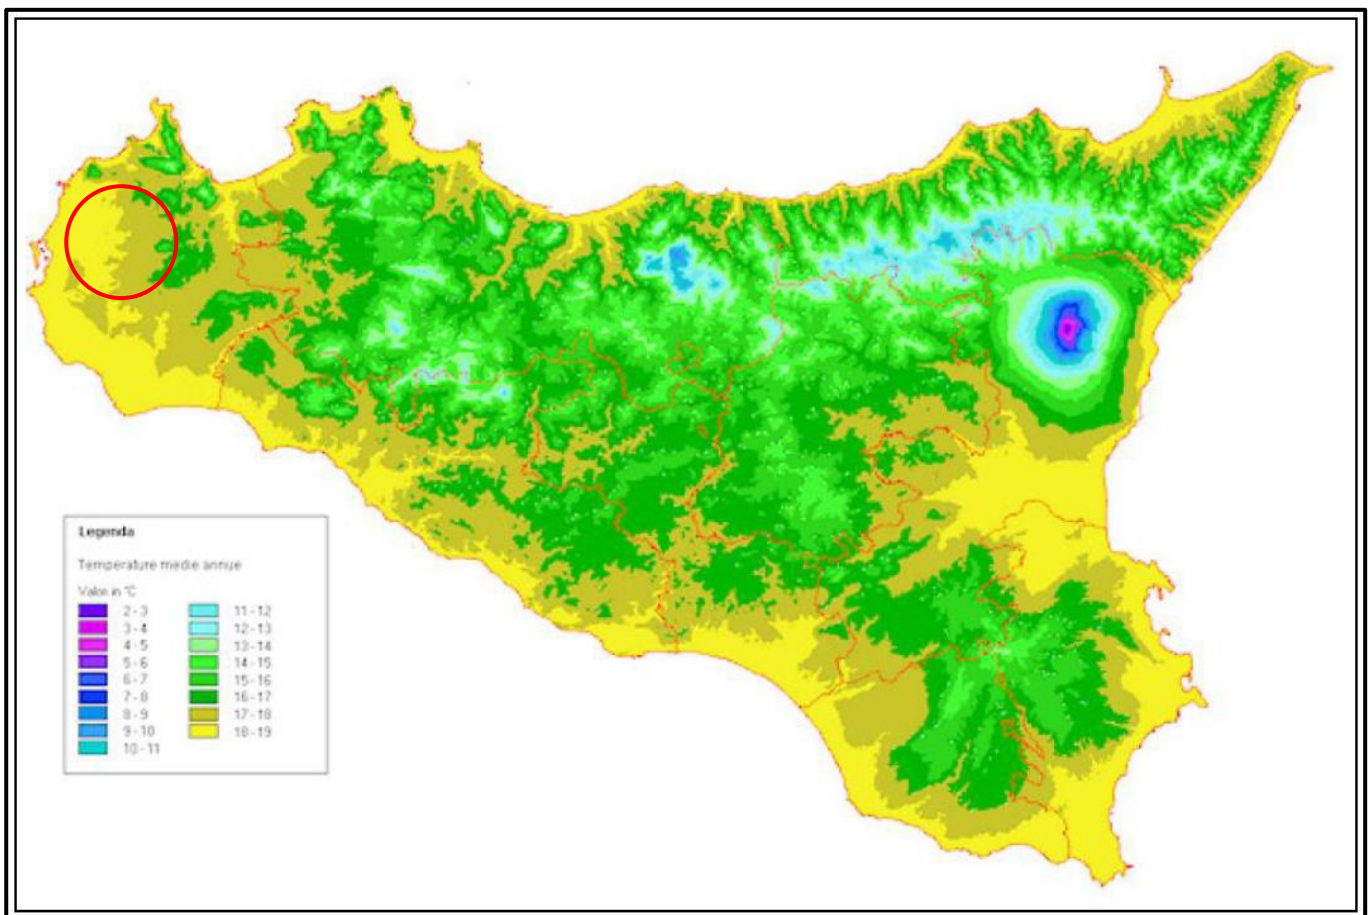 Legenda
Temperature medie annue
Valori in °C
2 - 3
3 - 4
4 - 5
5 - 6
6 - 7
7 - 8
8 - 9
9 - 10
10 - 11
11 - 12
12 - 13
13 - 14
14 - 15
15 - 16
16 - 17
17 - 18
18 - 19